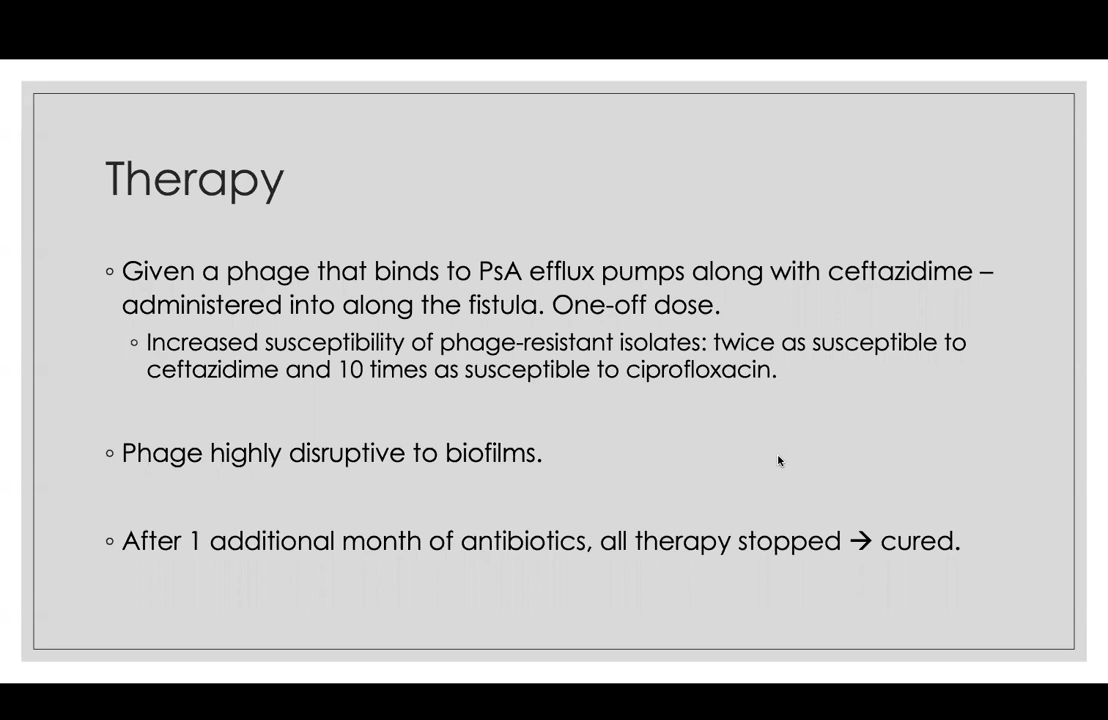 Therapy
◦ Given a phage that binds to PsA efflux pumps along with ceftazidime –
administered into along the fistula. One-off dose.
◦ Increased susceptibility of phage-resistant isolates: twice as susceptible to
ceftazidime and 10 times as susceptible to ciprofloxacin.
◦ Phage highly disruptive to biofilms.
◦ After 1 additional month of antibiotics, all therapy stopped → cured.